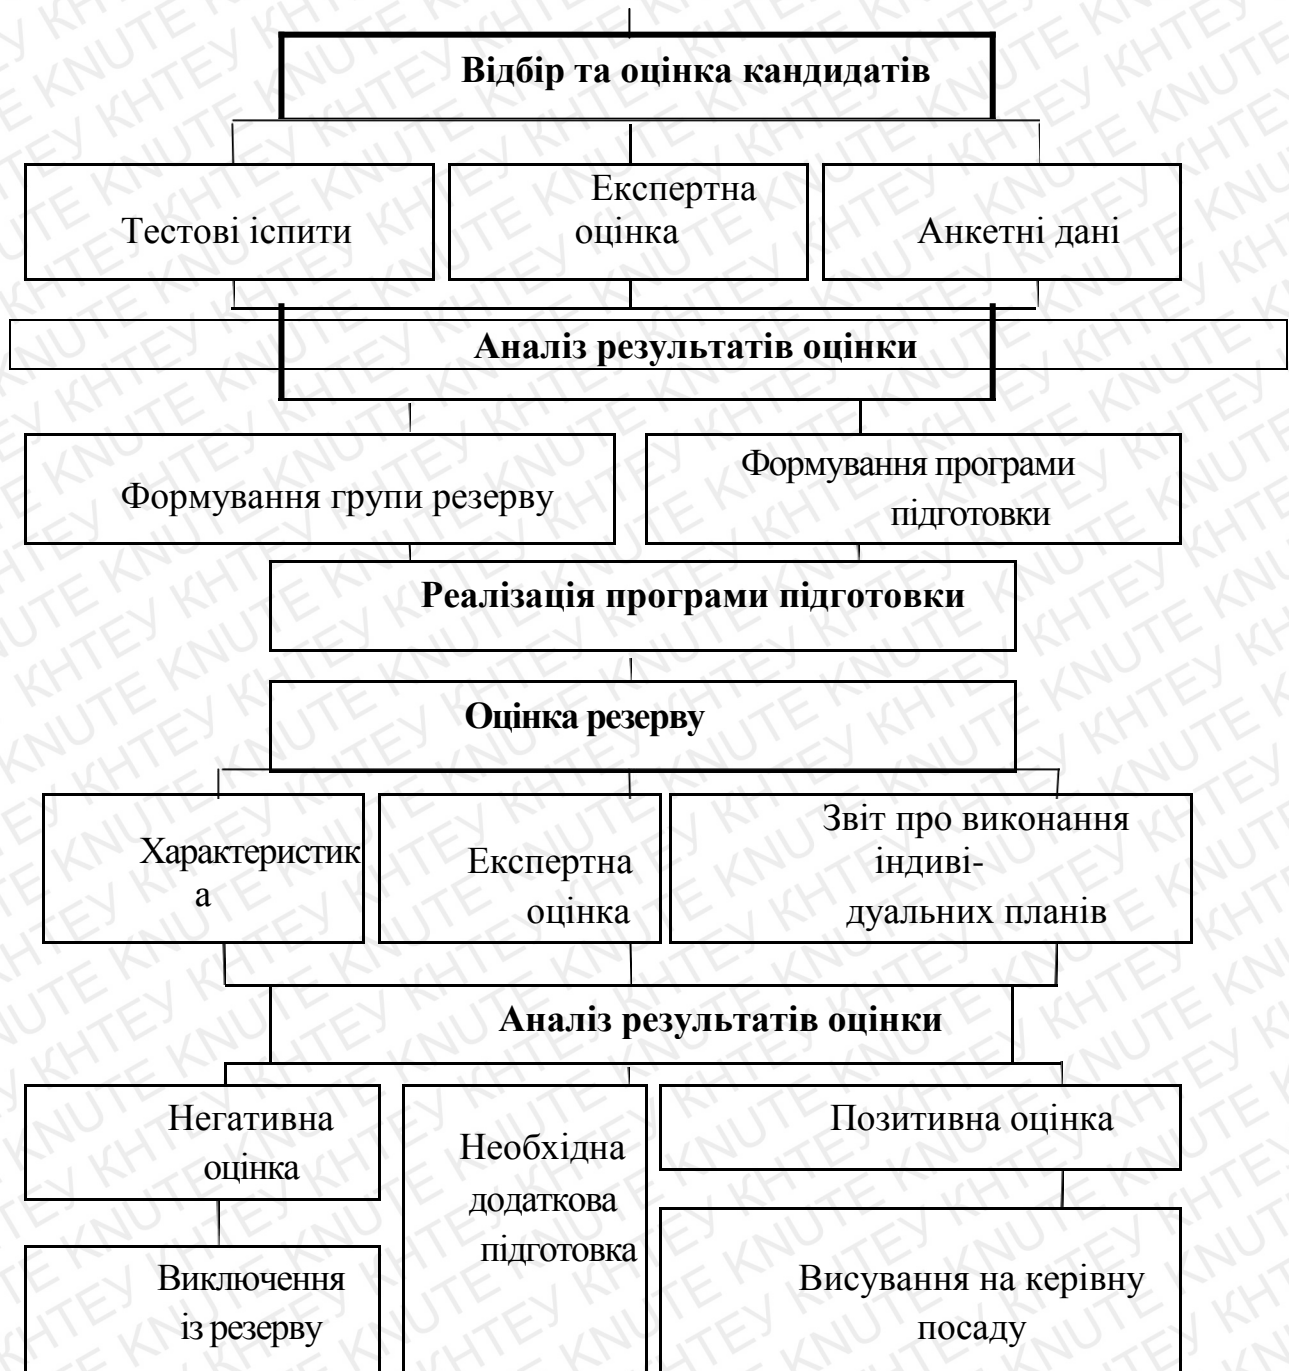 Відбір та оцінка кандидатів
Тестові іспити
Експертна
оцінка
Анкетні дані
Аналіз результатів оцінки
Формування групи резерву
Формування програми
підготовки
Реалізація програми підготовки
Оцінка резерву
Характеристик
а
Експертна
оцінка
Звіт про виконання
індиві-
дуальних планів
Аналіз результатів оцінки
Негативна
оцінка
Необхідна
додаткова
підготовка
Позитивна оцінка
Виключення
із резерву
Висування на керівну
посаду